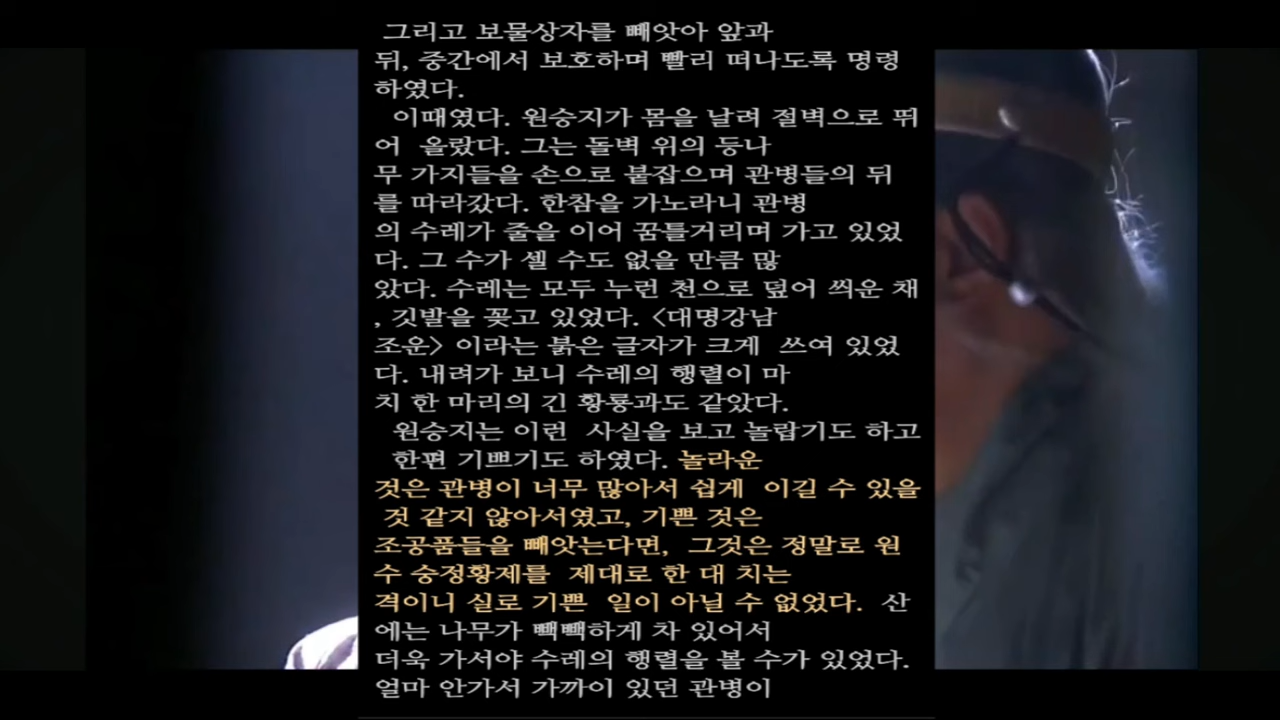 그리고 보물상자를 빼앗아 앞과
뒤, 중간에서 보호하며 빨리 떠나도록 명령
하였다.
이때였다. 원승지가 몸을 날려 절벽으로 뛰
어 올랐다. 그는 돌벽 위의 등나
무 가지들을 손으로 붙잡으며 관병들의 뒤
를 따라갔다. 한참을 가노라니 관병
의 수레가 줄을 이어 꿈틀거리며 가고 있었
다. 그 수가 셀 수도 없을 만큼 많
았다. 수레는 모두 누런 천으로 덮어 씌운 채
, 깃발을 꽂고 있었다. <대명강남
조운> 이라는 붉은 글자가 크게 쓰여 있었
다. 내려가 보니 수레의 행렬이 마
치 한 마리의 긴 황룡과도 같았다.
원승지는 이런 사실을 보고 놀랍기도 하고
한편 기쁘기도 하였다. 놀라운
것은 관병이 너무 많아서 쉽게 이길 수 있을
것 같지 않아서였고, 기쁜 것은
조공품들을 빼앗는다면, 그것은 정말로 원
수 숭정황제를 제대로 한 대 치는
격이니 실로 기쁜 일이 아닐 수 없었다. 산
에는 나무가 빽빽하게 차 있어서
더욱 가서야 수레의 행렬을 볼 수가 있었다.
얼마 안가서 가까이 있던 관병이